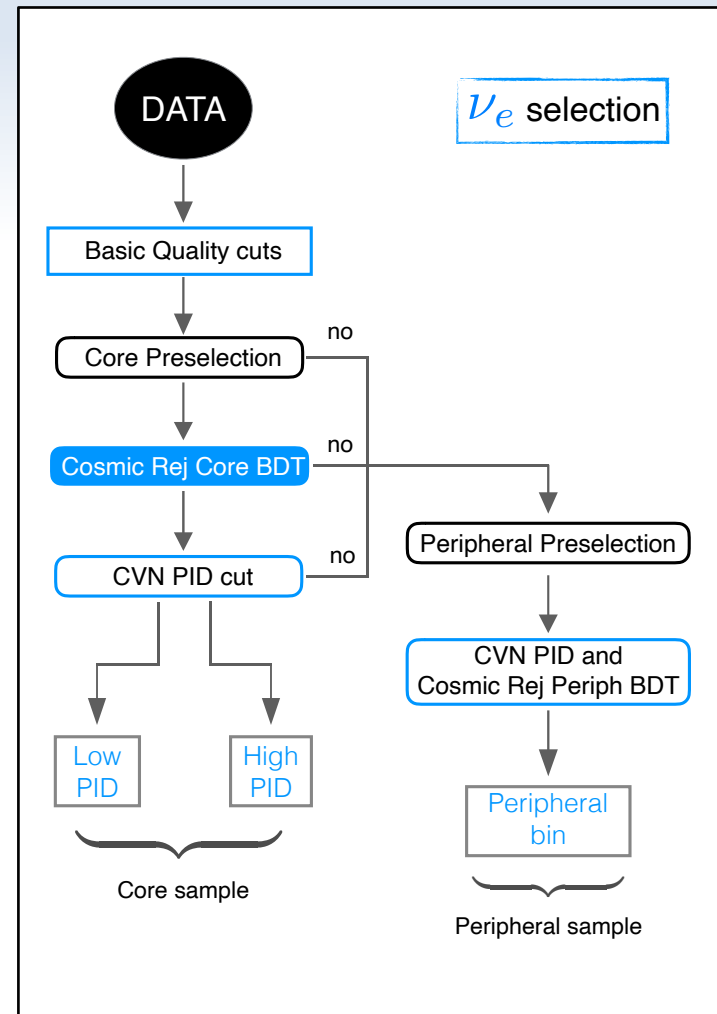 DATA
νe selection
Basic Quality cuts
Core Preselection
no
Cosmic Rej Core BDT
no
CVN PID cut
no
Peripheral Preselection
CVN PID and
Cosmic Rej Periph BDT
Low
PID
High
PID
Peripheral
bin
Core sample
Peripheral sample